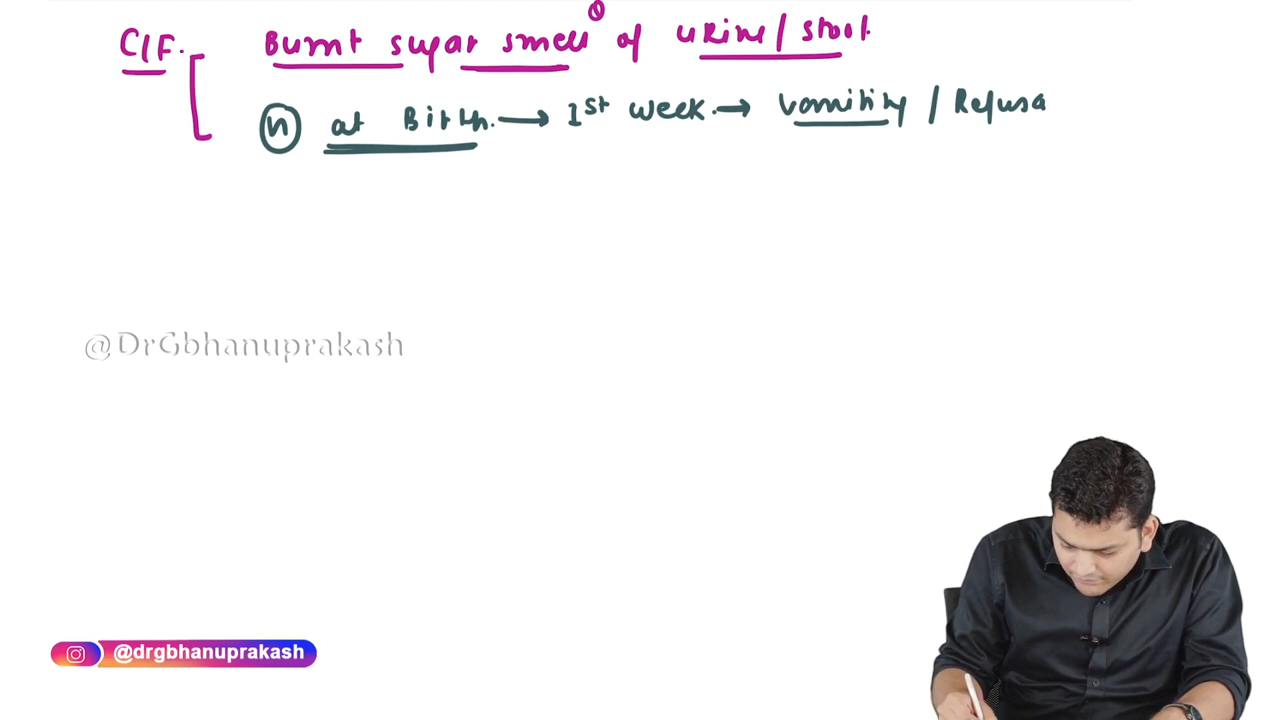 C/F. Burnt sugar smell of urine/stool.
n at Birth. → 1st week. → vomiting / Refusa
@DrGbhanuprakash
@drgbhanuprakash